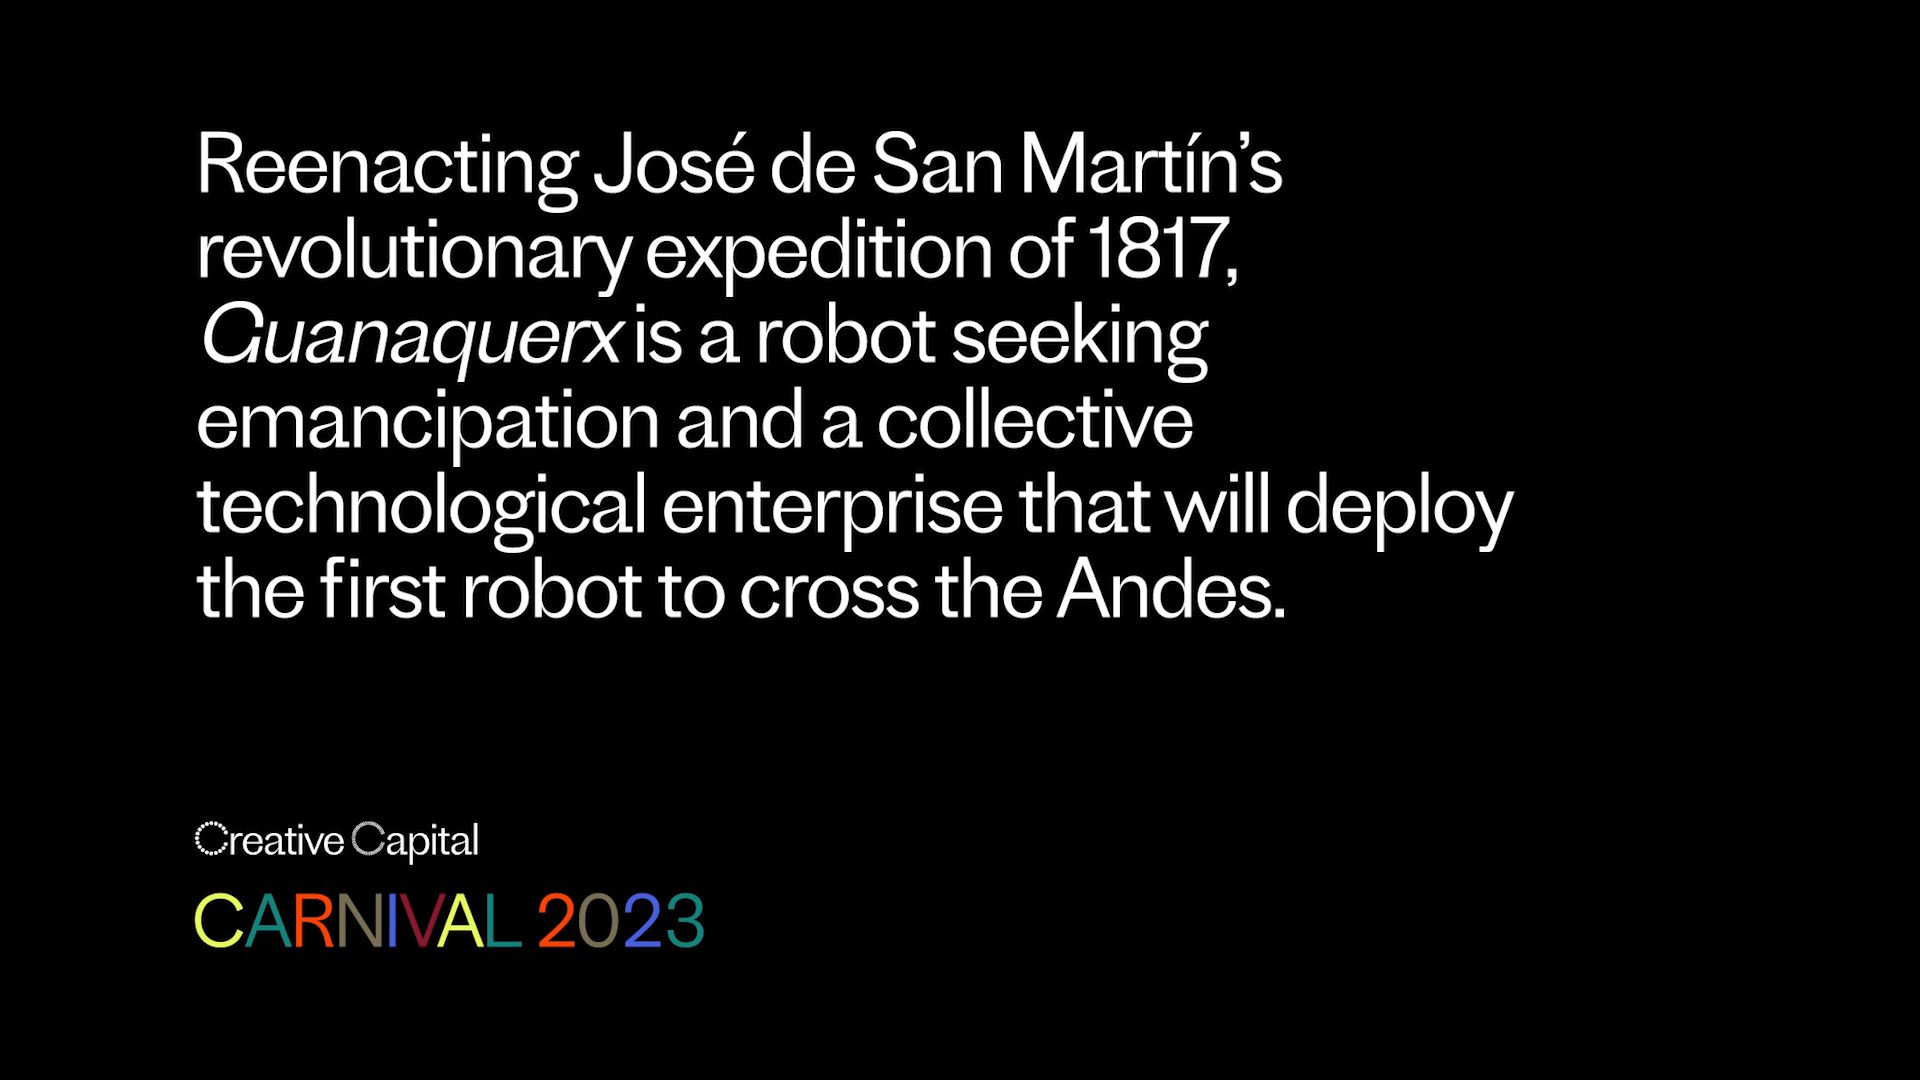 Reenacting José de San Martín’s
revolutionary expedition of 1817,
Guanaquerx is a robot seeking
emancipation and a collective
technological enterprise that will deploy
the first robot to cross the Andes.
Creative Capital
CARNIVAL 2023